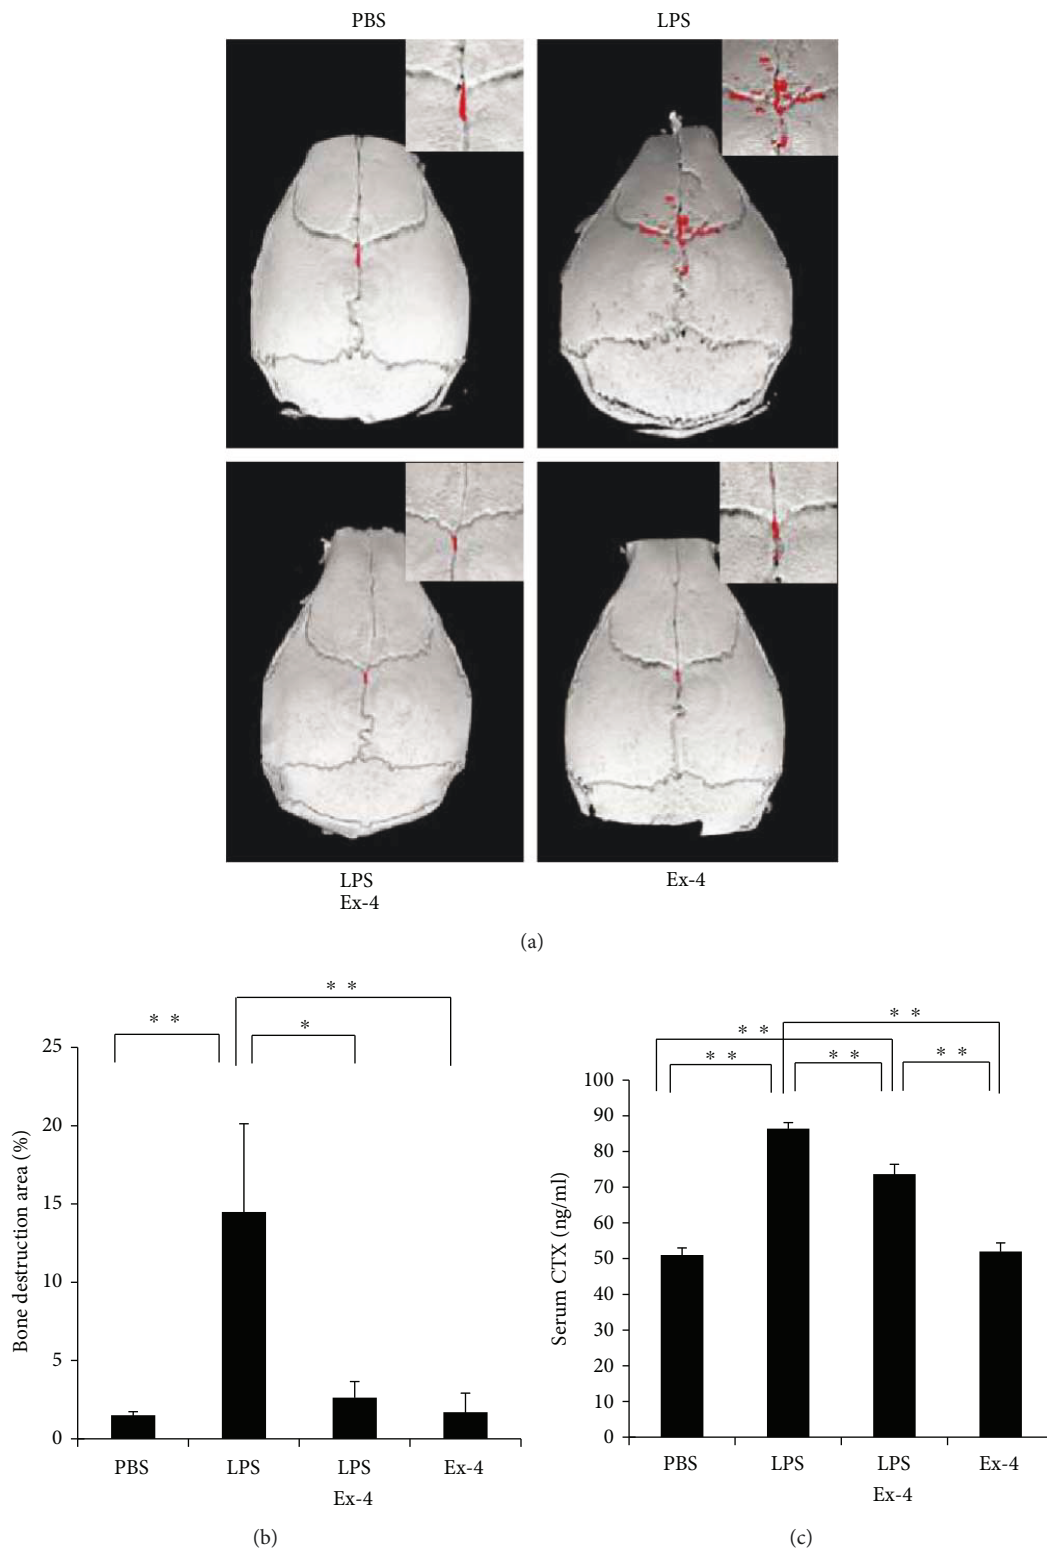 PBS
LPS
LPS
Ex-4
Ex-4
(a)
Bone destruction area (%)
25
20
15
10
5
0
* *
* *
*
PBS
LPS
LPS
Ex-4
Ex-4
(b)
Serum CTX (ng/ml)
100
90
80
70
60
50
40
30
20
10
0
* *
* *
* *
* *
* *
PBS
LPS
LPS
Ex-4
Ex-4
(c)